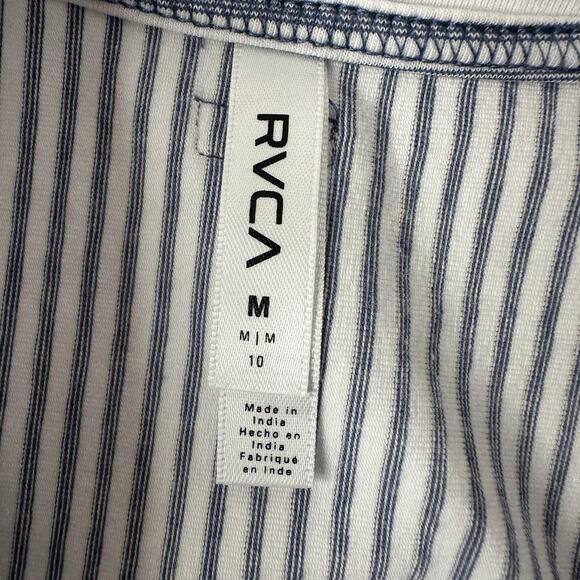 RVCA
M
M | M
10
Made in
India
Hecho en
India
Fabriqué
en Inde